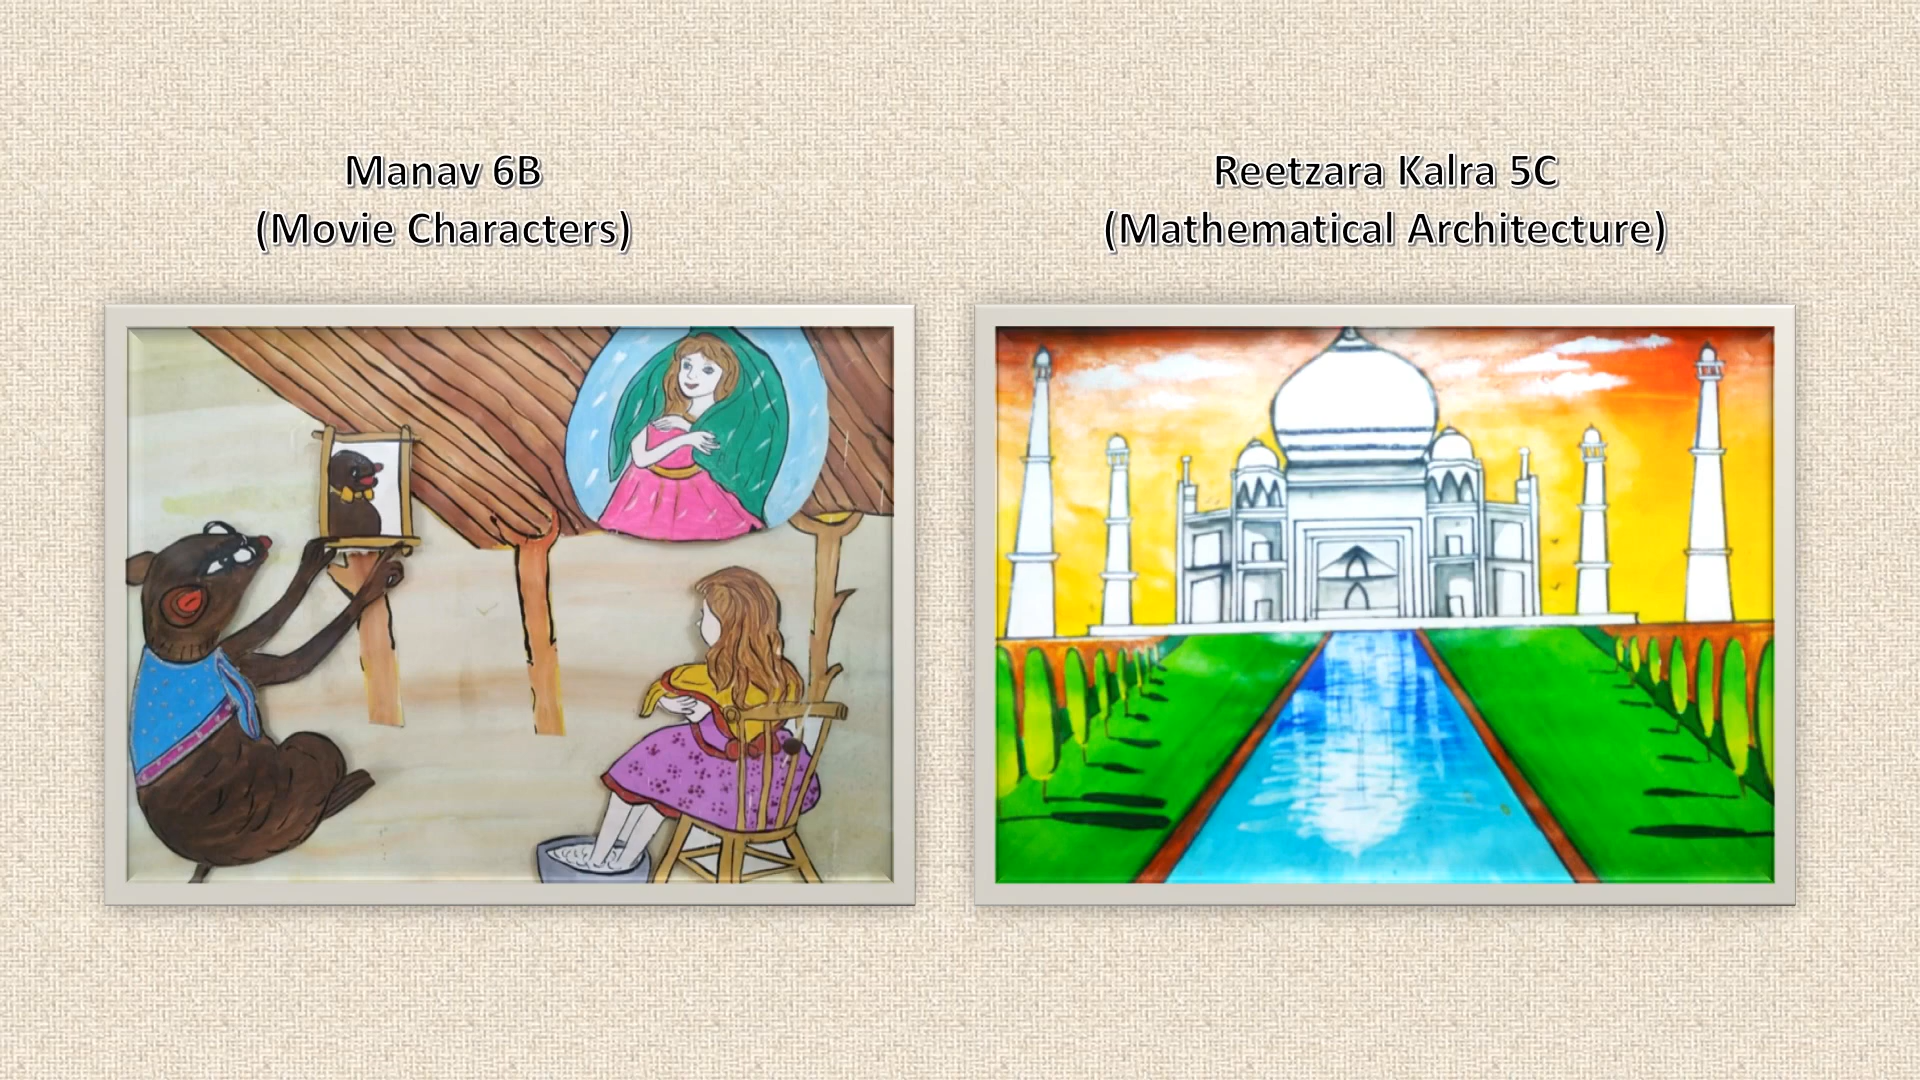 Manav 6B
(Movie Characters)
Reetzara Kalra 5C
(Mathematical Architecture)